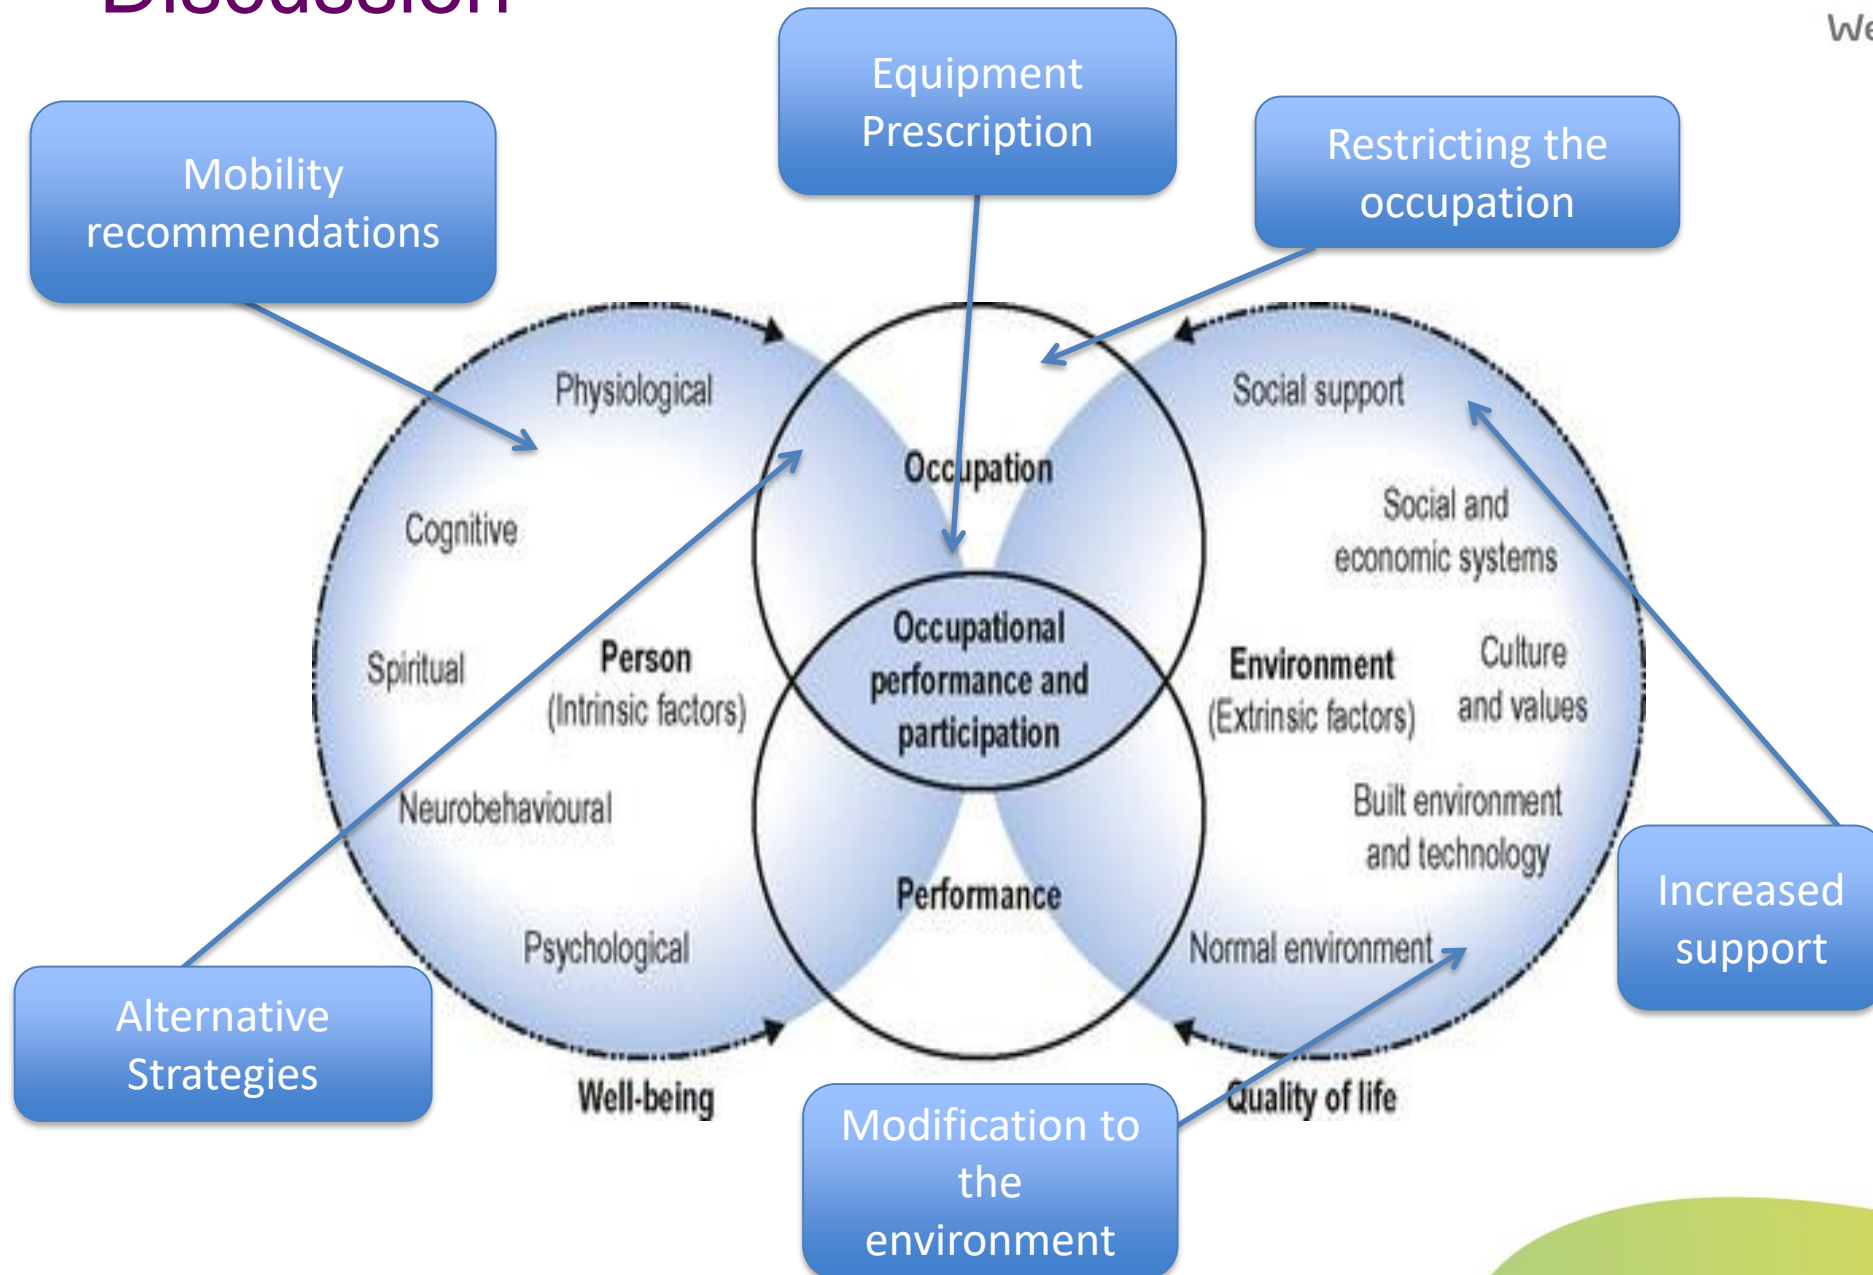 Discussion
We
Equipment
Prescription
Mobility
recommendations
Restricting the
occupation
Physiological
Cognitive
Spiritual
Person
(Intrinsic factors)
Neurobehavioural
Psychological
Well-being
Occupation
Occupational
performance and
participation
Performance
Social support
Social and
economic systems
Environment
(Extrinsic factors)
Culture
and values
Built environment
and technology
Normal environment
Quality of life
Increased
support
Alternative
Strategies
Modification to
the
environment